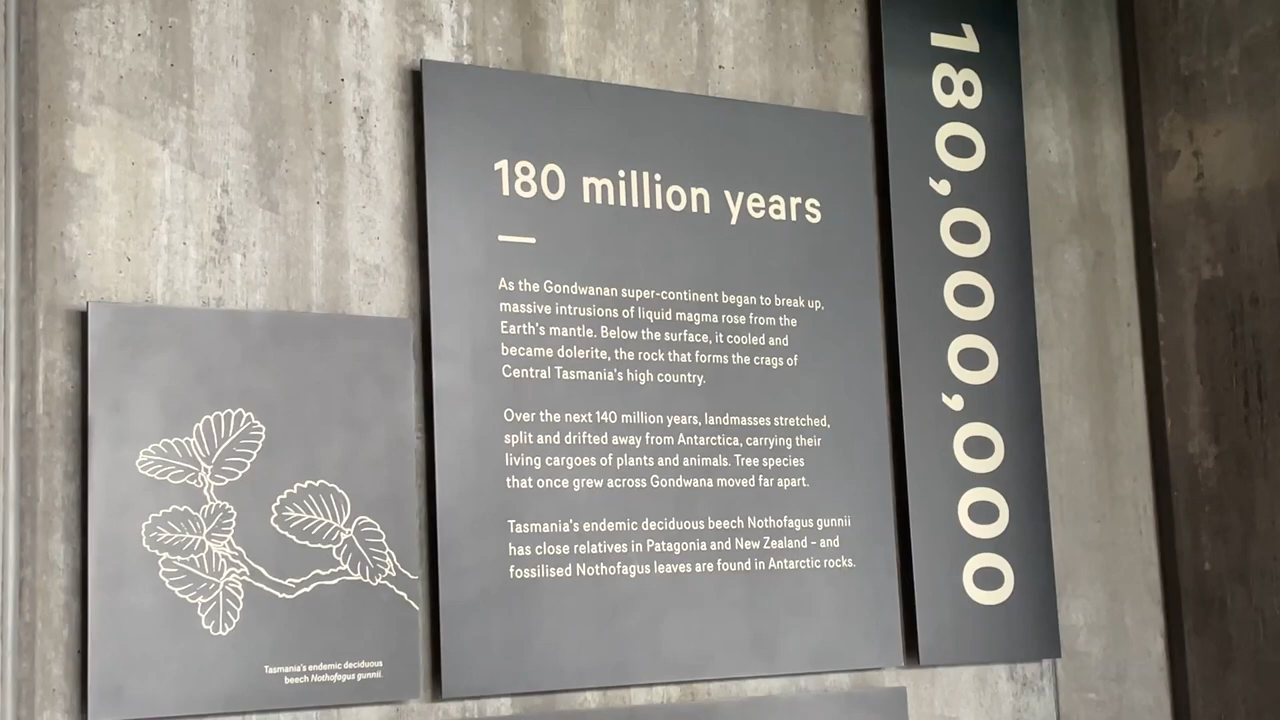 180 million years
As the Gondwanan super-continent began to break up,
massive intrusions of liquid magma rose from the
Earth's mantle. Below the surface, it cooled and
became dolerite, the rock that forms the crags of
Central Tasmania's high country.
Over the next 140 million years, landmasses stretched,
split and drifted away from Antarctica, carrying their
living cargoes of plants and animals. Tree species
that once grew across Gondwana moved far apart.
Tasmania's endemic deciduous beech Nothofagus gunnii
has close relatives in Patagonia and New Zealand – and
fossilised Nothofagus leaves are found in Antarctic rocks.
Tasmania's endemic deciduous
beech Nothofagus gunnii.
180,000,000